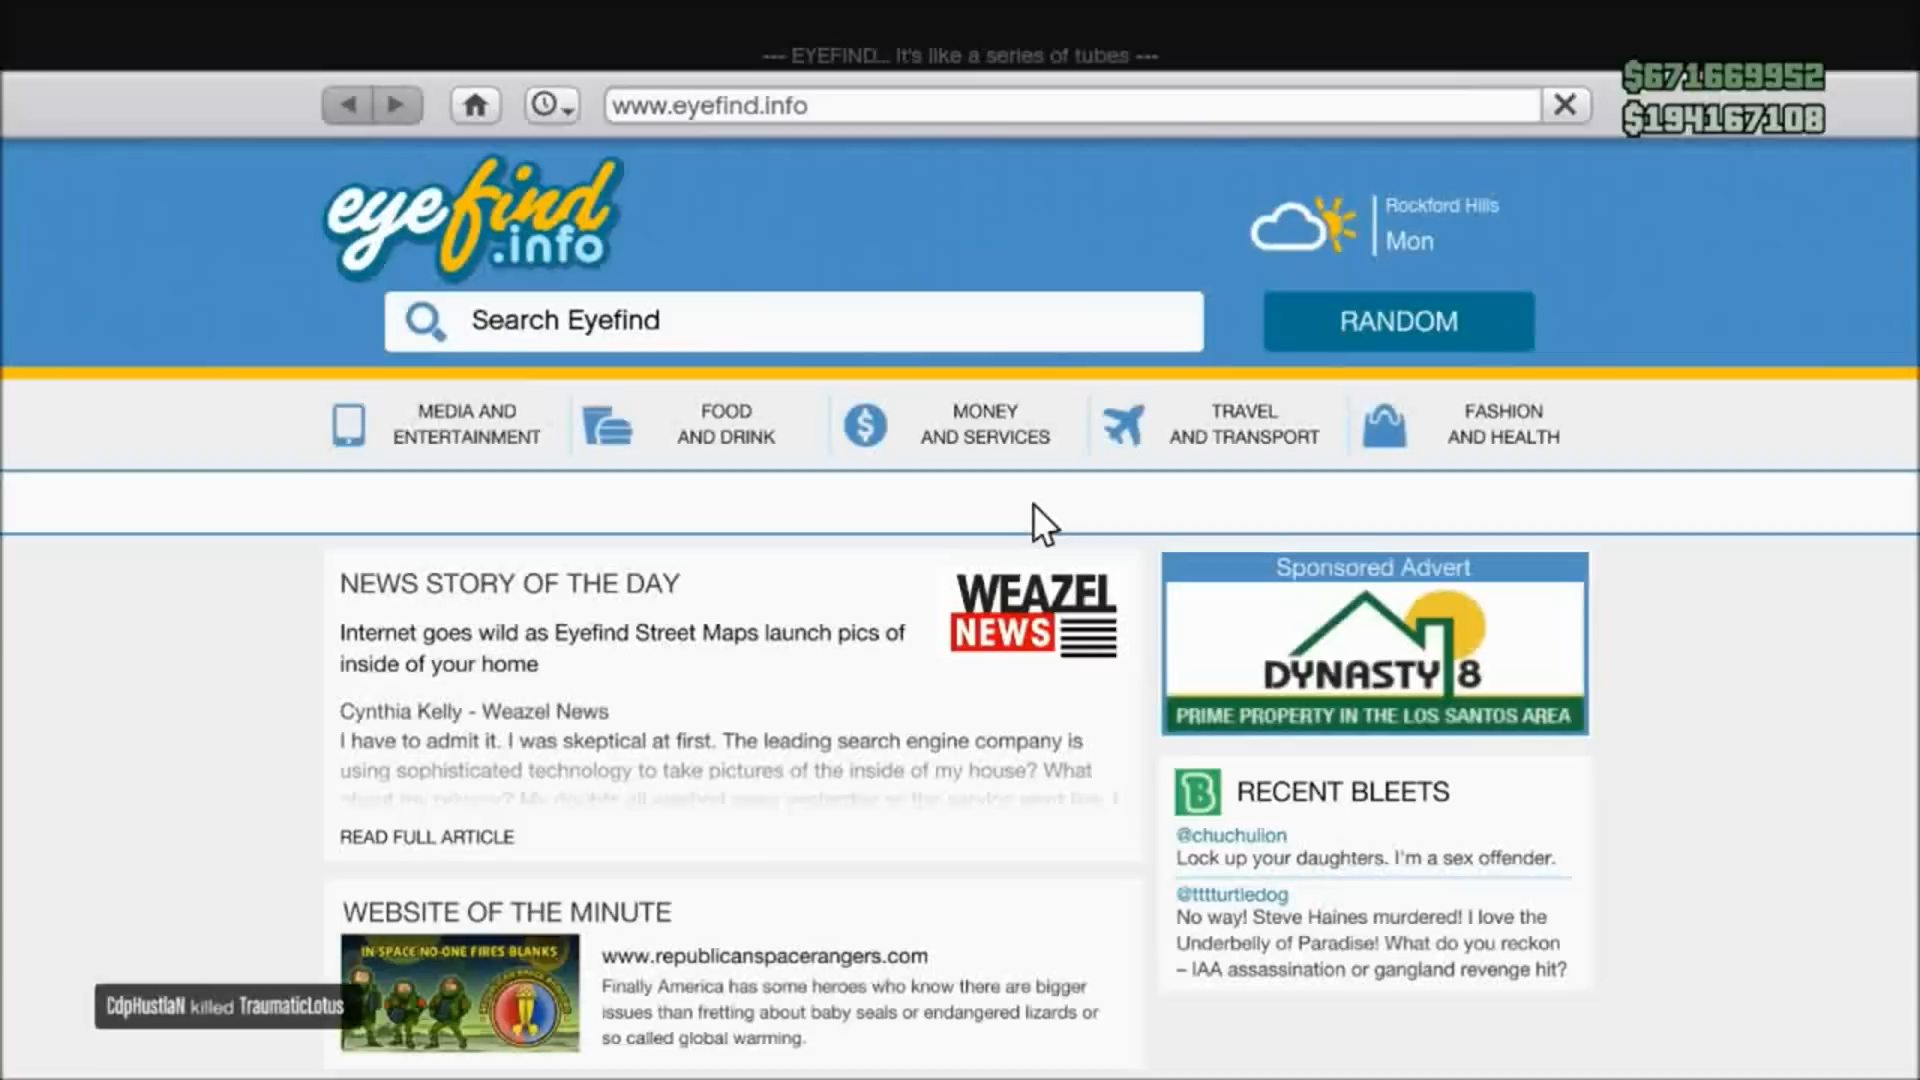 --- EYEFIND... It's like a series of tubes ---
$671669952
www.eyefind.info
$194167108
eyefind
.info
Rockford Hills
Mon
Search Eyefind
RANDOM
MEDIA AND
ENTERTAINMENT
FOOD
AND DRINK
MONEY
AND SERVICES
TRAVEL
AND TRANSPORT
FASHION
AND HEALTH
NEWS STORY OF THE DAY
Internet goes wild as Eyefind Street Maps launch pics of
inside of your home
WEAZEL
NEWS
Cynthia Kelly - Weazel News
I have to admit it. I was skeptical at first. The leading search engine company is
using sophisticated technology to take pictures of the inside of my house? What
about my privacy? My doubts all
READ FULL ARTICLE
Sponsored Advert
DYNASTY 8
PRIME PROPERTY IN THE LOS SANTOS AREA
B
RECENT BLEETS
@chuchulion
Lock up your daughters. I'm a sex offender.
@tttturtledog
No way! Steve Haines murdered! I love the
Underbelly of Paradise! What do you reckon
– IAA assassination or gangland revenge hit?
WEBSITE OF THE MINUTE
IN SPACE NO-ONE FIRES BLANKS
www.republicanspacerangers.com
Finally America has some heroes who know there are bigger
issues than fretting about baby seals or endangered lizards or
so called global warming.
CdpHustlaN killed TraumaticLotus